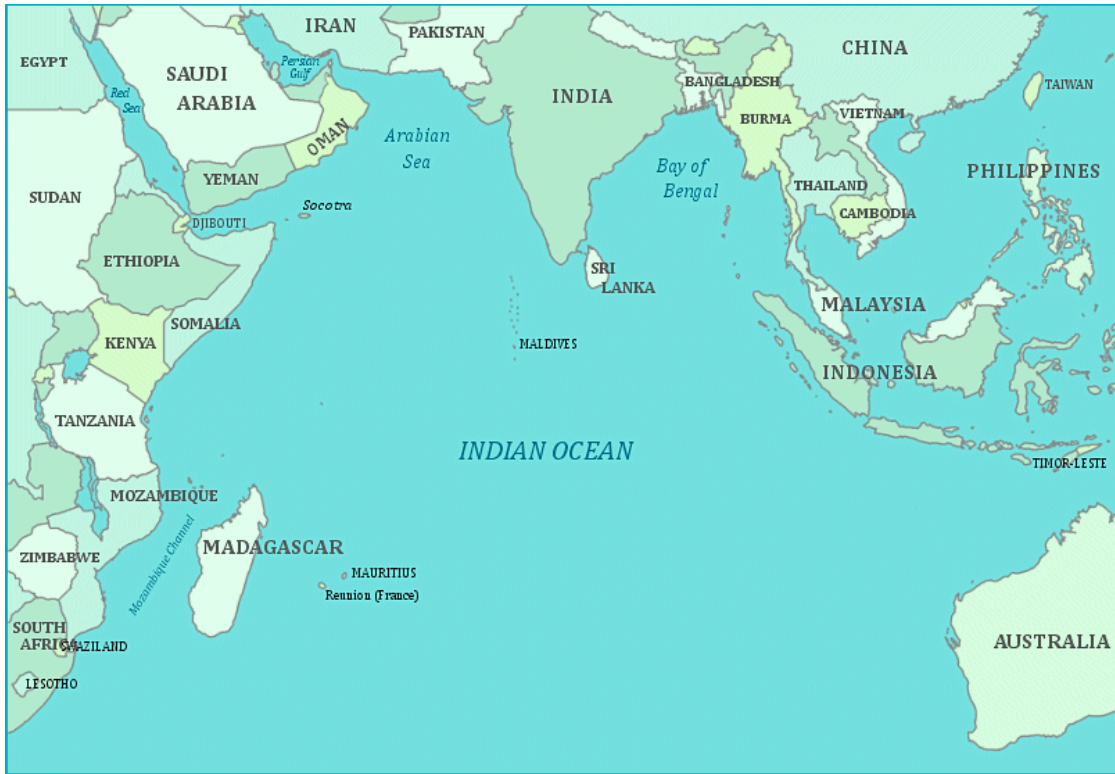 IRAN
PAKISTAN
CHINA
EGYPT
Persian
Gulf
SAUDI
ARABIA
Red
Sea
INDIA
BANGLADESH
TAIWAN
VIETNAM
BURMA
OMAN
Arabian
Sea
Bay of
Bengal
PHILIPPINES
YEMAN
THAILAND
SUDAN
Socotra
CAMBODIA
DJIBOUTI
ETHIOPIA
SRI
LANKA
MALAYSIA
SOMALIA
KENYA
MALDIVES
INDONESIA
TANZANIA
INDIAN OCEAN
TIMOR-LESTE
MOZAMBIQUE
Mozambique Channel
MADAGASCAR
ZIMBABWE
MAURITIUS
Reunion (France)
SOUTH
AFRICA
SWAZILAND
AUSTRALIA
LESOTHO